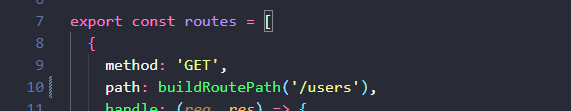 7 export const routes = [
8 {
9 method: 'GET',
10 path: buildRoutePath('/users'),
11 handle: (req, res) => {